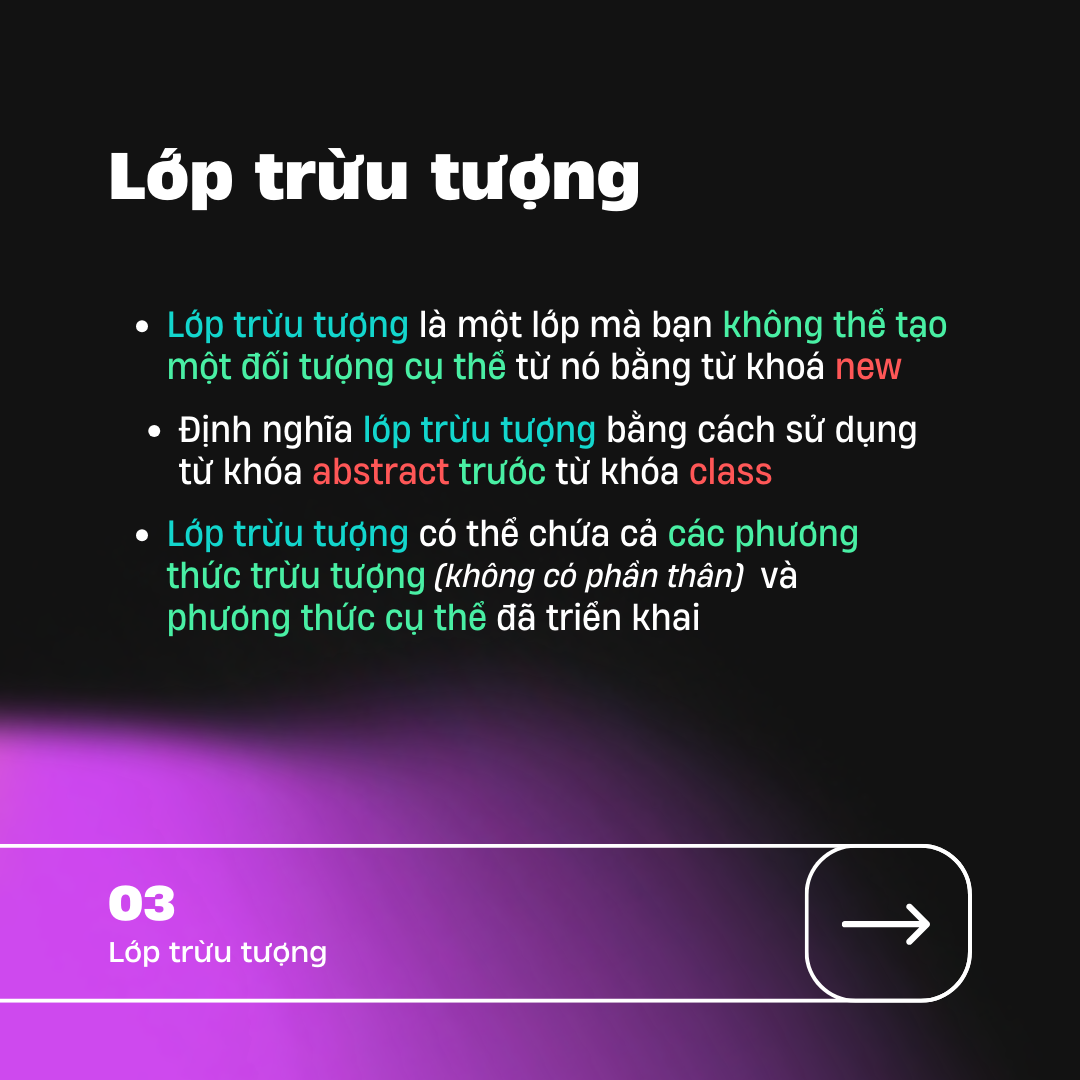 Lớp trừu tượng
• Lớp trừu tượng là một lớp mà bạn không thể tạo
một đối tượng cụ thể từ nó bằng từ khoá new
• Định nghĩa lớp trừu tượng bằng cách sử dụng
từ khóa abstract trước từ khóa class
• Lớp trừu tượng có thể chứa cả các phương
thức trừu tượng (không có phần thân) và
phương thức cụ thể đã triển khai
03
Lớp trừu tượng